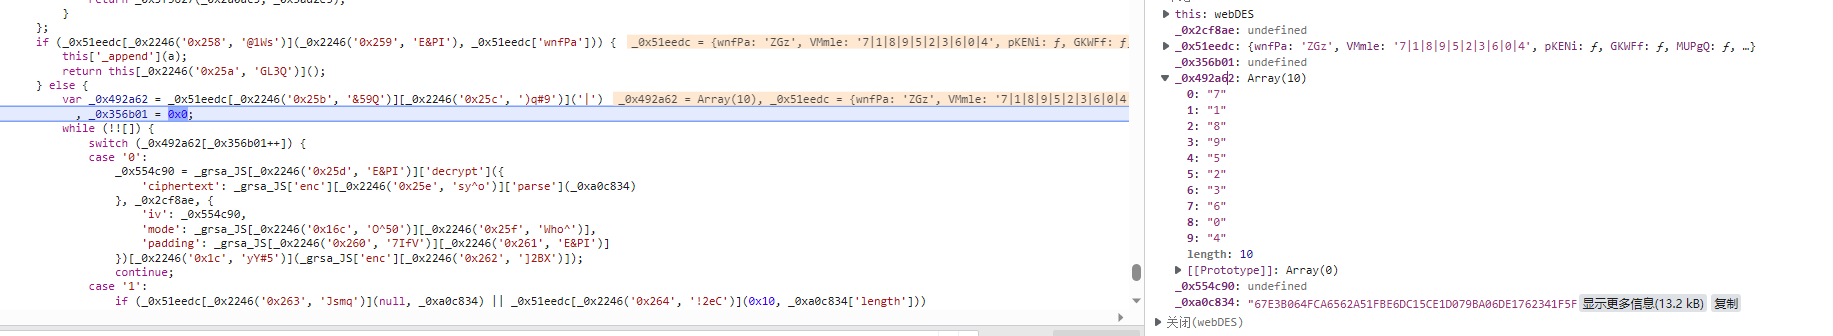 };
if (_0x51eedc[_0x2246('0x258', '@1Ws')](_0x2246('0x259', 'E&PI'), _0x51eedc['wnfPa'])) { _0x51eedc = {wnfPa: 'ZGz', VMmle: '7|1|8|9|5|2|3|6|0|4', pKENi: ƒ, GKWFf: ƒ,
this['_append'](a);
return this[_0x2246('0x25a', 'GL3Q')]();
} else {
var _0x492a62 = _0x51eedc[_0x2246('0x25b', '&59Q')][_0x2246('0x25c', ')q#9')]('|') _0x492a62 = Array(10), _0x51eedc = {wnfPa: 'ZGz', VMmle: '7|1|8|9|5|2|3|6|0|4
, _0x356b01 = 0x0;
while (!![]) {
switch (_0x492a62[_0x356b01++]) {
case '0':
_0x554c90 = _grsa_JS[_0x2246('0x25d', 'E&PI')]['decrypt']({
'ciphertext': _grsa_JS['enc'][_0x2246('0x25e', 'sy^o')]['parse'](_0xa0c834)
}, _0x2cf8ae, {
'iv': _0x554c90,
'mode': _grsa_JS[_0x2246('0x16c', 'O^50')][_0x2246('0x25f', 'Who^')],
'padding': _grsa_JS[_0x2246('0x260', '7IfV')][_0x2246('0x261', 'E&PI')]
})[_0x2246('0x1c', 'yY#5')](_grsa_JS['enc'][_0x2246('0x262', ']2BX')]);
continue;
case '1':
if (_0x51eedc[_0x2246('0x263', 'Jsmq')](null, _0xa0c834) || _0x51eedc[_0x2246('0x264', '!2eC')](0x10, _0xa0c834['length']))
this: webDES
_0x2cf8ae: undefined
_0x51eedc: {wnfPa: 'ZGz', VMmle: '7|1|8|9|5|2|3|6|0|4', pKENi: ƒ, GKWFf: ƒ, MUPgQ: ƒ, …}
_0x356b01: undefined
_0x492a62: Array(10)
0: "7"
1: "1"
2: "8"
3: "9"
4: "5"
5: "2"
6: "3"
7: "6"
8: "0"
9: "4"
length: 10
[[Prototype]]: Array(0)
_0x554c90: undefined
_0xa0c834: "67E3B064FCA6562A51FBE6DC15CE1D079BA06DE1762341F5F 显示更多信息(13.2 kB) 复制
关闭(webDES)